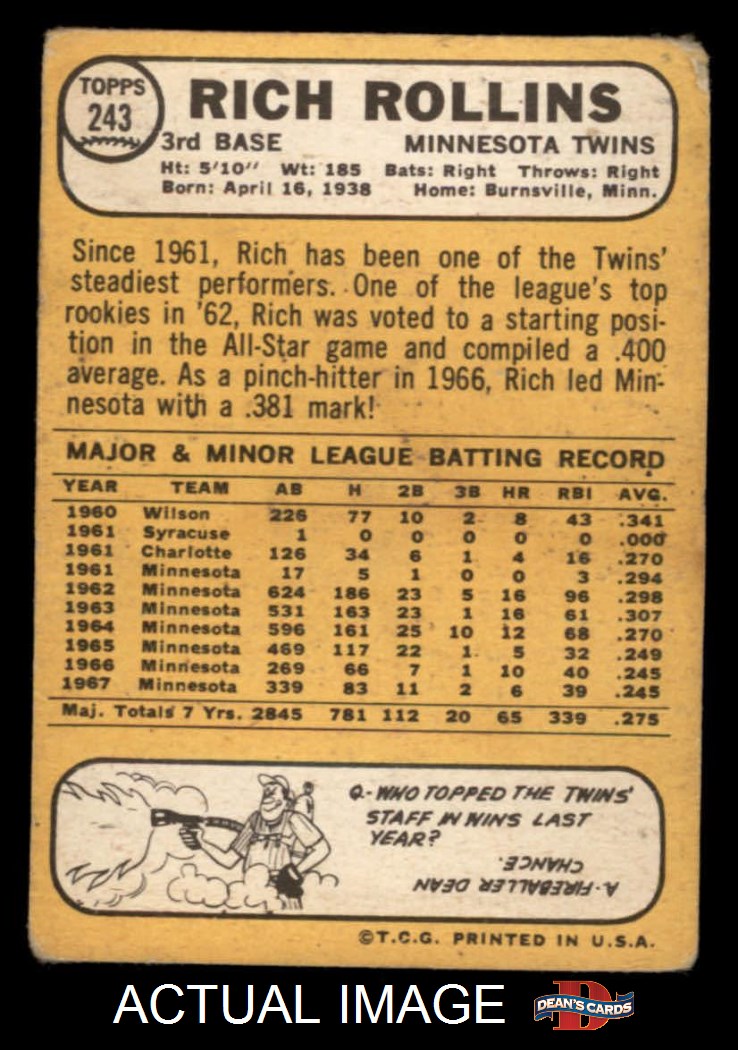 TOPPS
243
RICH ROLLINS
3rd BASE MINNESOTA TWINS
Ht: 5'10" Wt: 185 Bats: Right Throws: Right
Born: April 16, 1938 Home: Burnsville, Minn.
Since 1961, Rich has been one of the Twins'
steadiest performers. One of the league's top
rookies in '62, Rich was voted to a starting posi-
tion in the All-Star game and compiled a .400
average. As a pinch-hitter in 1966, Rich led Min-
nesota with a .381 mark!
MAJOR & MINOR LEAGUE BATTING RECORD
YEAR TEAM AB H 2B 3B HR RBI AVG.
1960 Wilson 226 77 10 2 8 43 .341
1961 Syracuse 1 0 0 0 0 0 .000
1961 Charlotte 126 34 6 1 4 16 .270
1961 Minnesota 17 5 1 0 0 3 .294
1962 Minnesota 624 186 23 5 16 96 .298
1963 Minnesota 531 163 23 1 16 61 .307
1964 Minnesota 596 161 25 10 12 68 .270
1965 Minnesota 469 117 22 1 5 32 .249
1966 Minnesota 269 66 7 1 10 40 .245
1967 Minnesota 339 83 11 2 6 39 .245
Maj. Totals 7 Yrs. 2845 781 112 20 65 339 .275
Q-WHO TOPPED THE TWINS'
STAFF IN WINS LAST
YEAR?
A-FIREBALLER DEAN
CHANCE.
©T.C.G. PRINTED IN U.S.A.
ACTUAL IMAGE
D
DEAN'S CARDS